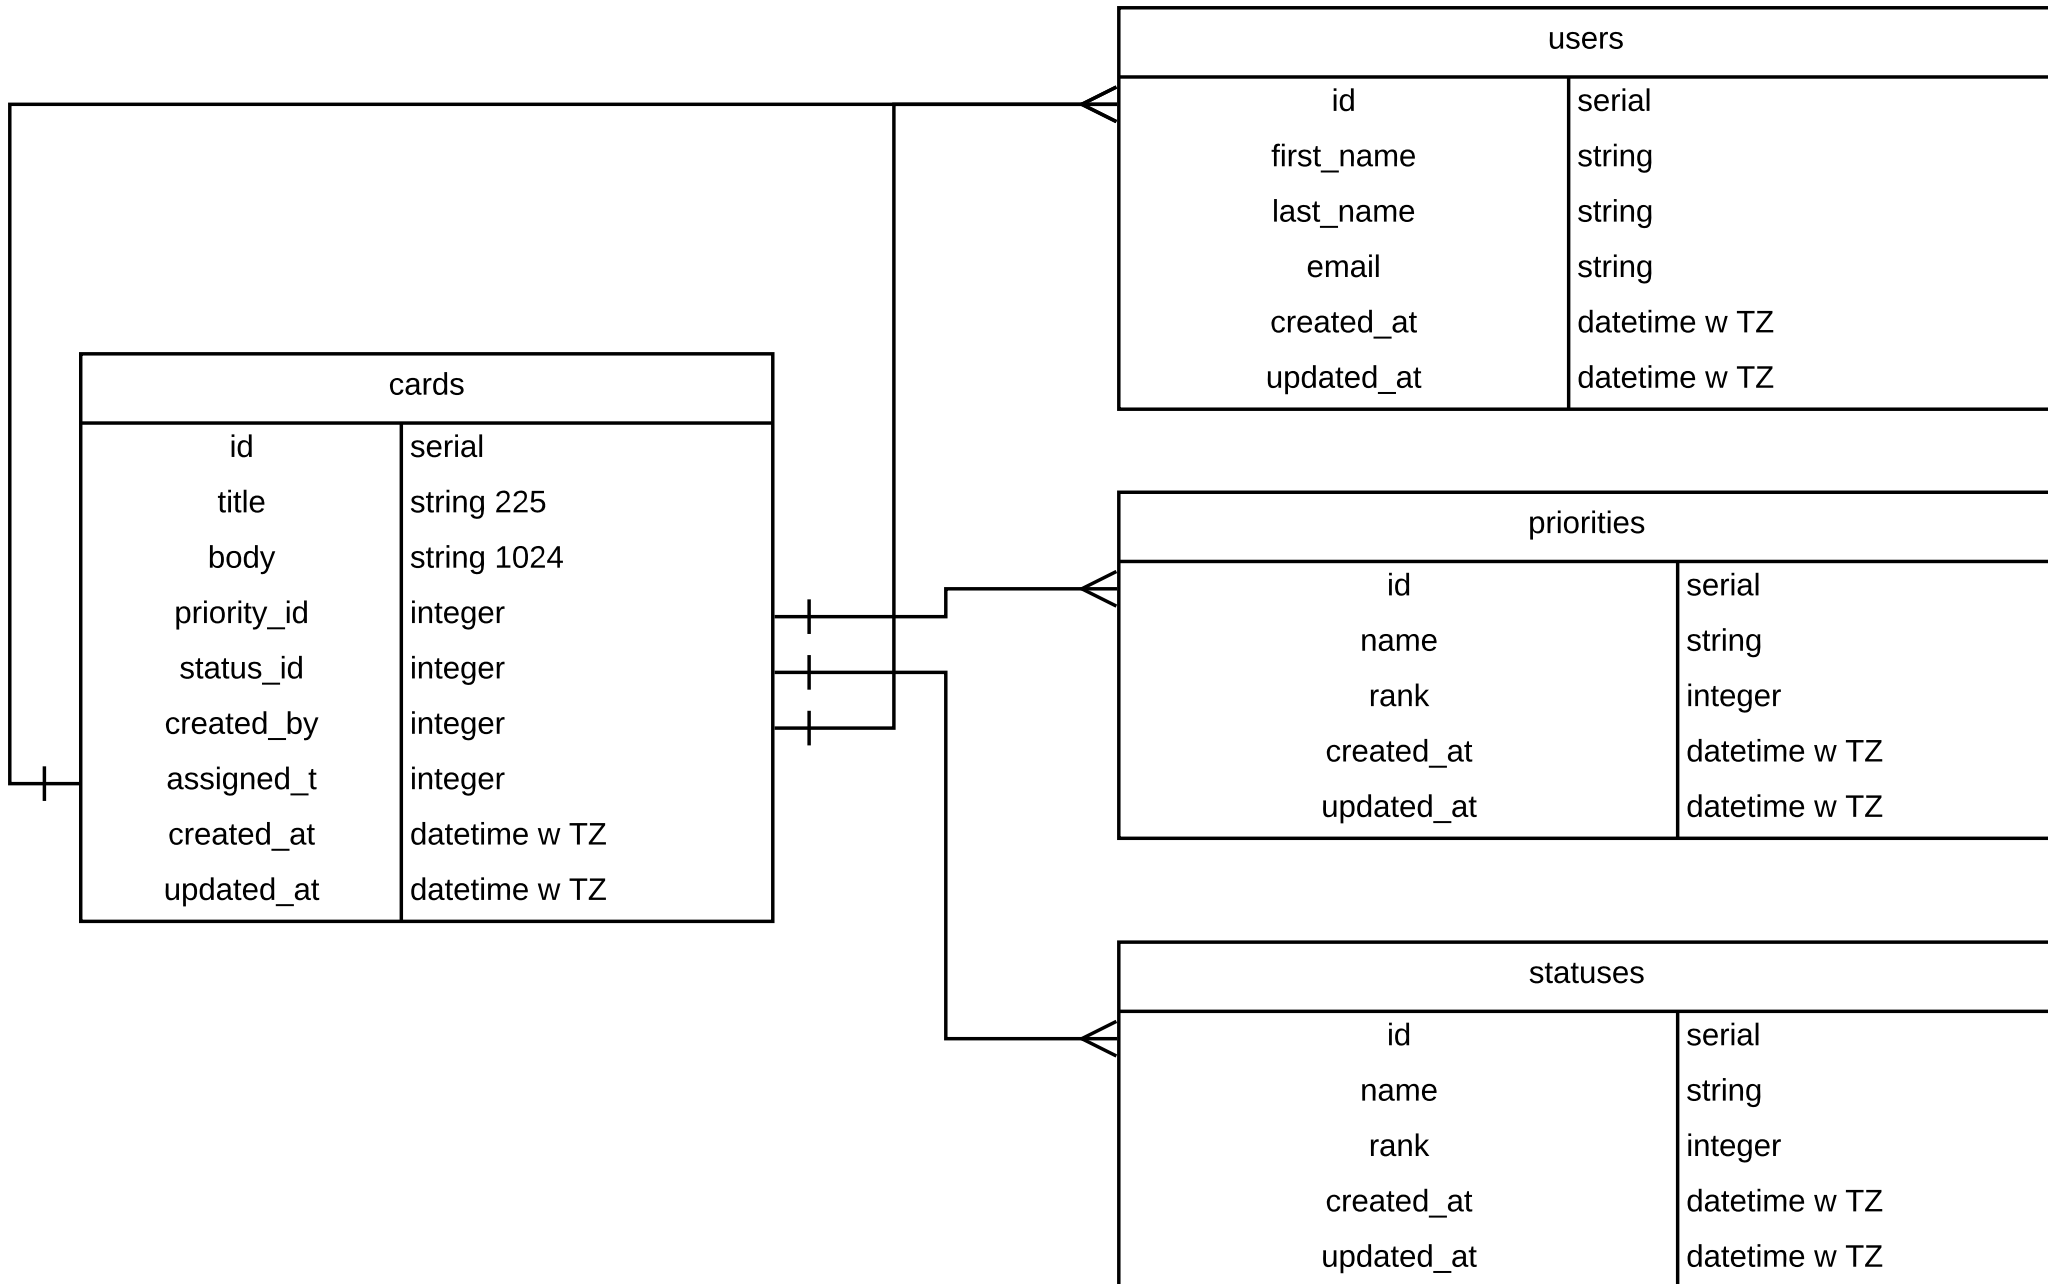 users
id serial
first_name string
last_name string
email string
created_at datetime w TZ
updated_at datetime w TZ
cards
id serial
title string 225
body string 1024
priority_id integer
status_id integer
created_by integer
assigned_t integer
created_at datetime w TZ
updated_at datetime w TZ
priorities
id serial
name string
rank integer
created_at datetime w TZ
updated_at datetime w TZ
statuses
id serial
name string
rank integer
created_at datetime w TZ
updated_at datetime w TZ